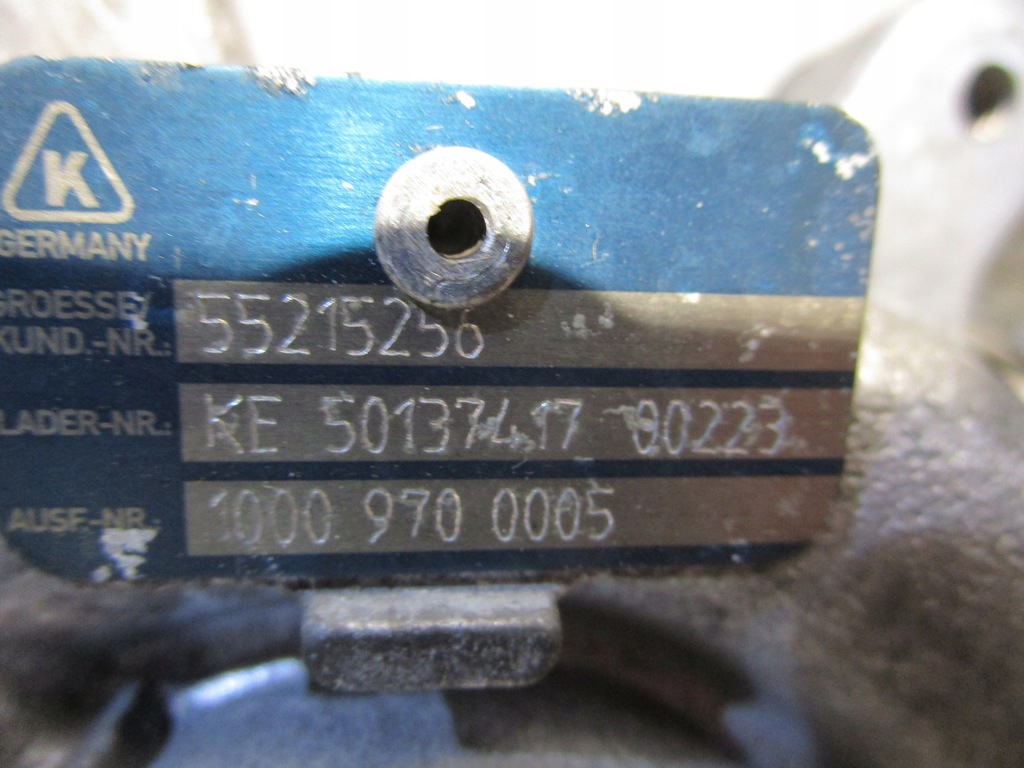 K
GERMANY
GROESSE/
KUND.-NR.: 55215256
LADER-NR.: KE 50137417 00223
AUSF.-NR.: 1000 970 0005